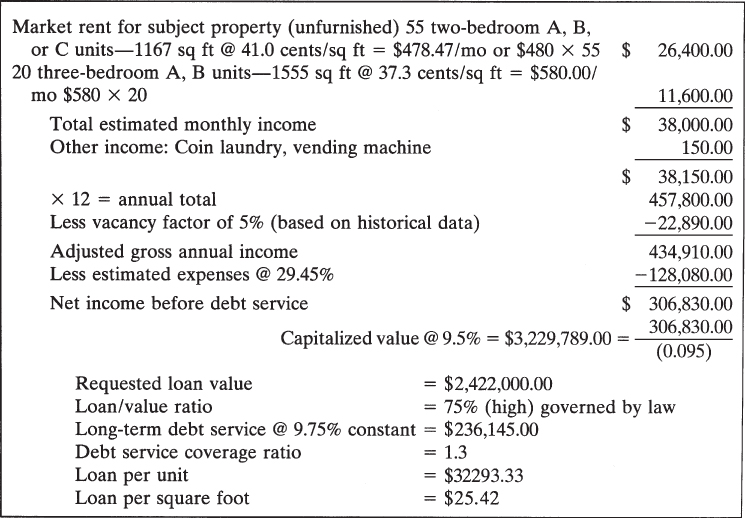 Market rent for subject property (unfurnished) 55 two-bedroom A, B,
or C units—1167 sq ft @ 41.0 cents/sq ft = $478.47/mo or $480 × 55 $ 26,400.00
20 three-bedroom A, B units—1555 sq ft @ 37.3 cents/sq ft = $580.00/
mo $580 × 20 11,600.00
Total estimated monthly income $ 38,000.00
Other income: Coin laundry, vending machine 150.00
$ 38,150.00
× 12 = annual total 457,800.00
Less vacancy factor of 5% (based on historical data) −22,890.00
Adjusted gross annual income 434,910.00
Less estimated expenses @ 29.45% −128,080.00
Net income before debt service $ 306,830.00
Capitalized value @ 9.5% = $3,229,789.00 = 306,830.00
(0.095)
Requested loan value = $2,422,000.00
Loan/value ratio = 75% (high) governed by law
Long-term debt service @ 9.75% constant = $236,145.00
Debt service coverage ratio = 1.3
Loan per unit = $32293.33
Loan per square foot = $25.42